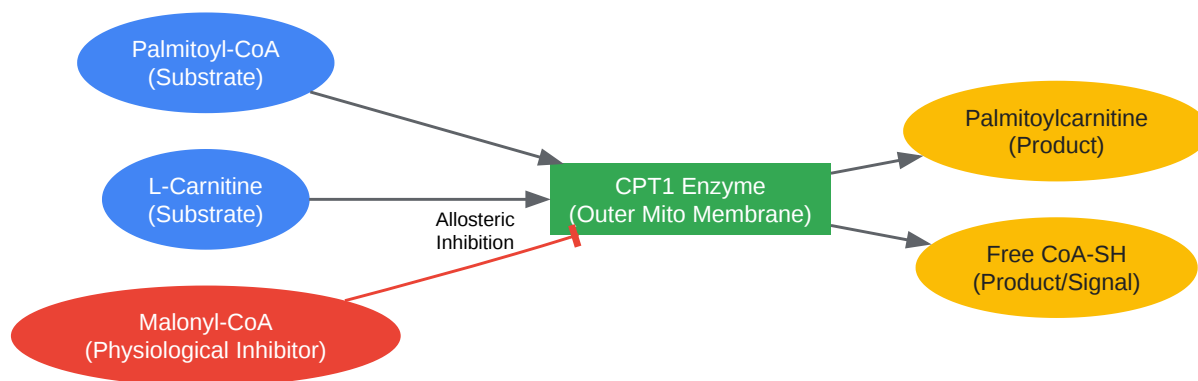 Palmitoyl-CoA
(Substrate)
L-Carnitine
(Substrate)
Allosteric
Inhibition
Malonyl-CoA
(Physiological Inhibitor)
CPT1 Enzyme
(Outer Mito Membrane)
Palmitoylcarnitine
(Product)
Free CoA-SH
(Product/Signal)